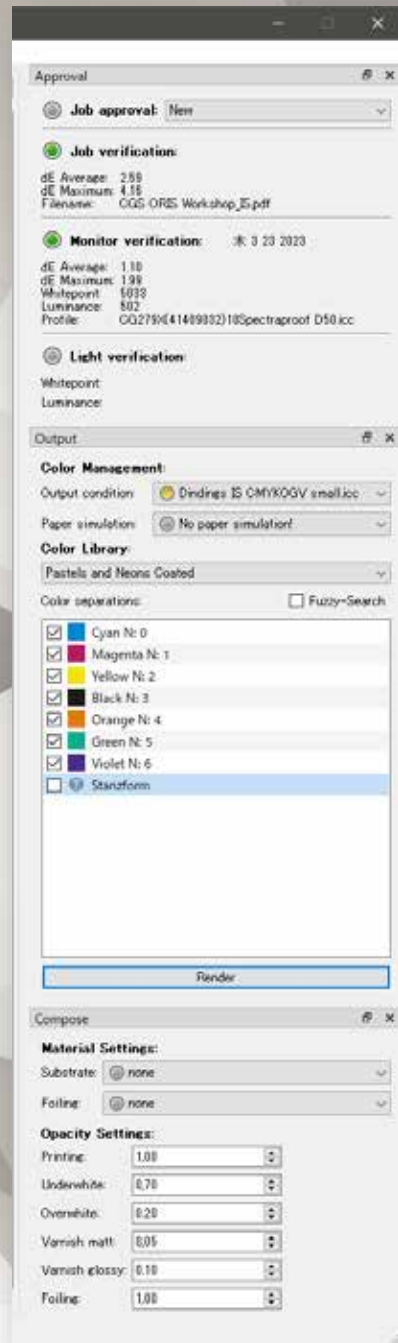 Approval
Job approval: New
Job verification:
dE Average: 2.59
dE Maximum: 4.16
Filename: CGS ORIS Workshop_IS.pdf
Monitor verification: 木 3 23 2023
dE Average: 1.10
dE Maximum: 1.99
Whitepoint: 5033
Luminance: 502
Profile:
Light verification
Whitepoint
Luminance:
Output
Color Management:
Output condition Dindings IS CMYKOGV small.icc
Paper simulation No paper simulation!
Color Library:
Pastels and Neons Coated
Color separations: Fuzzy-Search
Cyan N: 0
Magenta N: 1
Yellow N: 2
Black N: 3
Orange N: 4
Green N: 5
Violet N: 6
Stanzform
Render
Compose
Material Settings:
Substrate: none
Foiling: none
Opacity Settings:
Printing: 1,00
Underwhite: 0,70
Overwhite: 0.20
Varnish matt: 0,05
Varnish glossy: 0.10
Foiling: 1,00